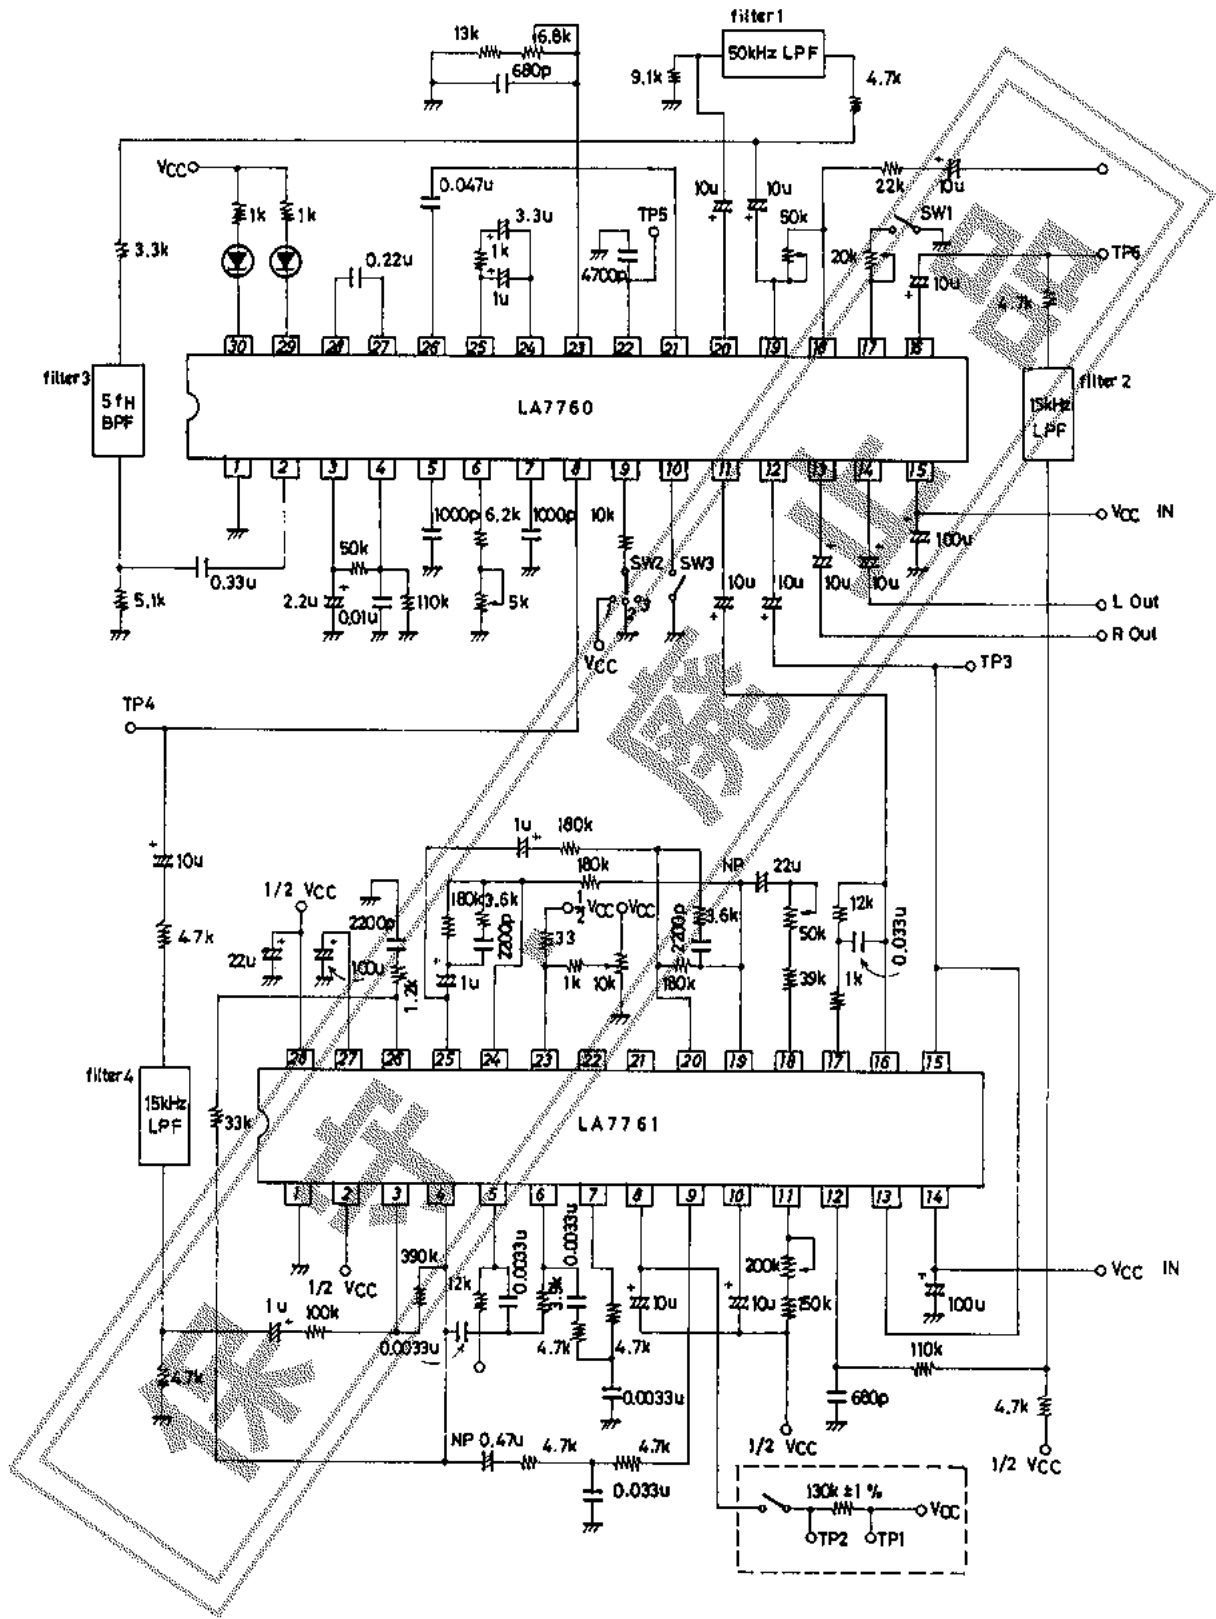 filter1
13k
6.8k
50kHz LPF
680p
9.1k
4.7k
VCC
0.047u
10u
10u
22k
10u
1k
1k
3.3u
TP5
50k
SW1
3.3k
0.22u
1k
20k
TP6
4700p
1u
10u
4.7k
30 29 28 27 26 25 24 23 22 21 20 19 18 17 16
filter3
filter2
5fH
BPF
LA7760
15kHz
LPF
1 2 3 4 5 6 7 8 9 10 11 12 13 14 15
1000p
6.2k
1000p
10k
VCC IN
100u
50k
SW2
SW3
0.33u
10u
10u
10u
10u
5.1k
2.2u
0.01u
110k
5k
L Out
R Out
VCC
TP3
TP4
1u
180k
10u
180k
NP
22u
1/2 VCC
180k
3.6k
1/2 VCC
VCC
3.6k
12k
2200p
2200p
2200p
50k
0.033u
4.7k
33
22u
100u
1.2k
1u
1k
10k
180k
39k
1k
28 27 26 25 24 23 22 21 20 19 18 17 16 15
filter4
15kHz
LPF
33k
LA7761
1 2 3 4 5 6 7 8 9 10 11 12 13 14
0.0033u
0.0033u
390k
12k
3.9k
200k
VCC IN
1/2 VCC
1u
100k
10u
10u
150k
100u
0.0033u
4.7k
4.7k
110k
4.7k
0.0033u
680p
4.7k
NP 0.47u
4.7k
4.7k
1/2 VCC
1/2 VCC
0.033u
130k ±1 %
VCC
TP2
TP1